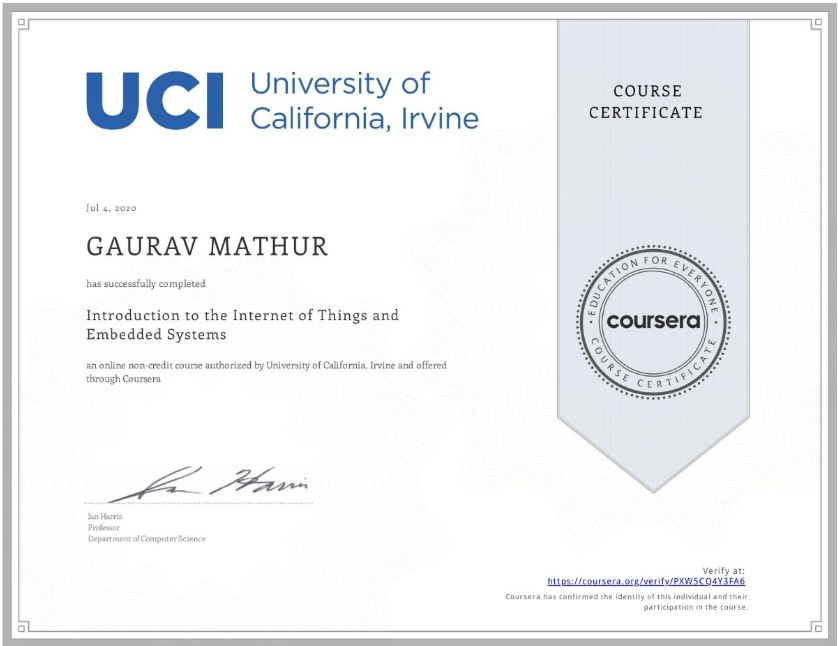 UCI University of
California, Irvine
COURSE
CERTIFICATE
Jul 4, 2020
GAURAV MATHUR
has successfully completed
Introduction to the Internet of Things and
Embedded Systems
an online non-credit course authorized by University of California, Irvine and offered
through Coursera
EDUCATION FOR EVERYONE
coursera
COURSE CERTIFICATE
Ian Harris
Ian Harris
Professor
Department of Computer Science
Verify at:
https://coursera.org/verify/PXW5CQ4Y3FA6
Coursera has confirmed the identity of this individual and their
participation in the course.